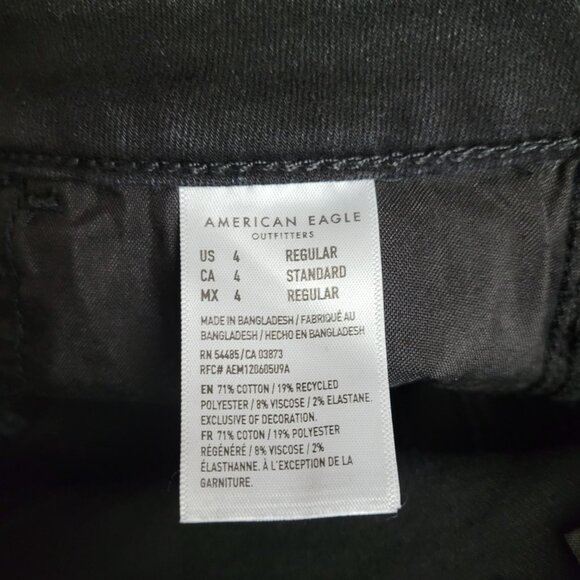 AMERICAN EAGLE
OUTFITTERS
US 4 REGULAR
CA 4 STANDARD
MX 4 REGULAR
MADE IN BANGLADESH / FABRIQUÉ AU
BANGLADESH / HECHO EN BANGLADESH
RN 54485 / CA 03873
RFC# AEM120605U9A
EN 71% COTTON / 19% RECYCLED
POLYESTER / 8% VISCOSE / 2% ELASTANE.
EXCLUSIVE OF DECORATION.
FR 71% COTON / 19% POLYESTER
RÉGÉNÉRÉ / 8% VISCOSE / 2%
ÉLASTHANNE. À L'EXCEPTION DE LA
GARNITURE.